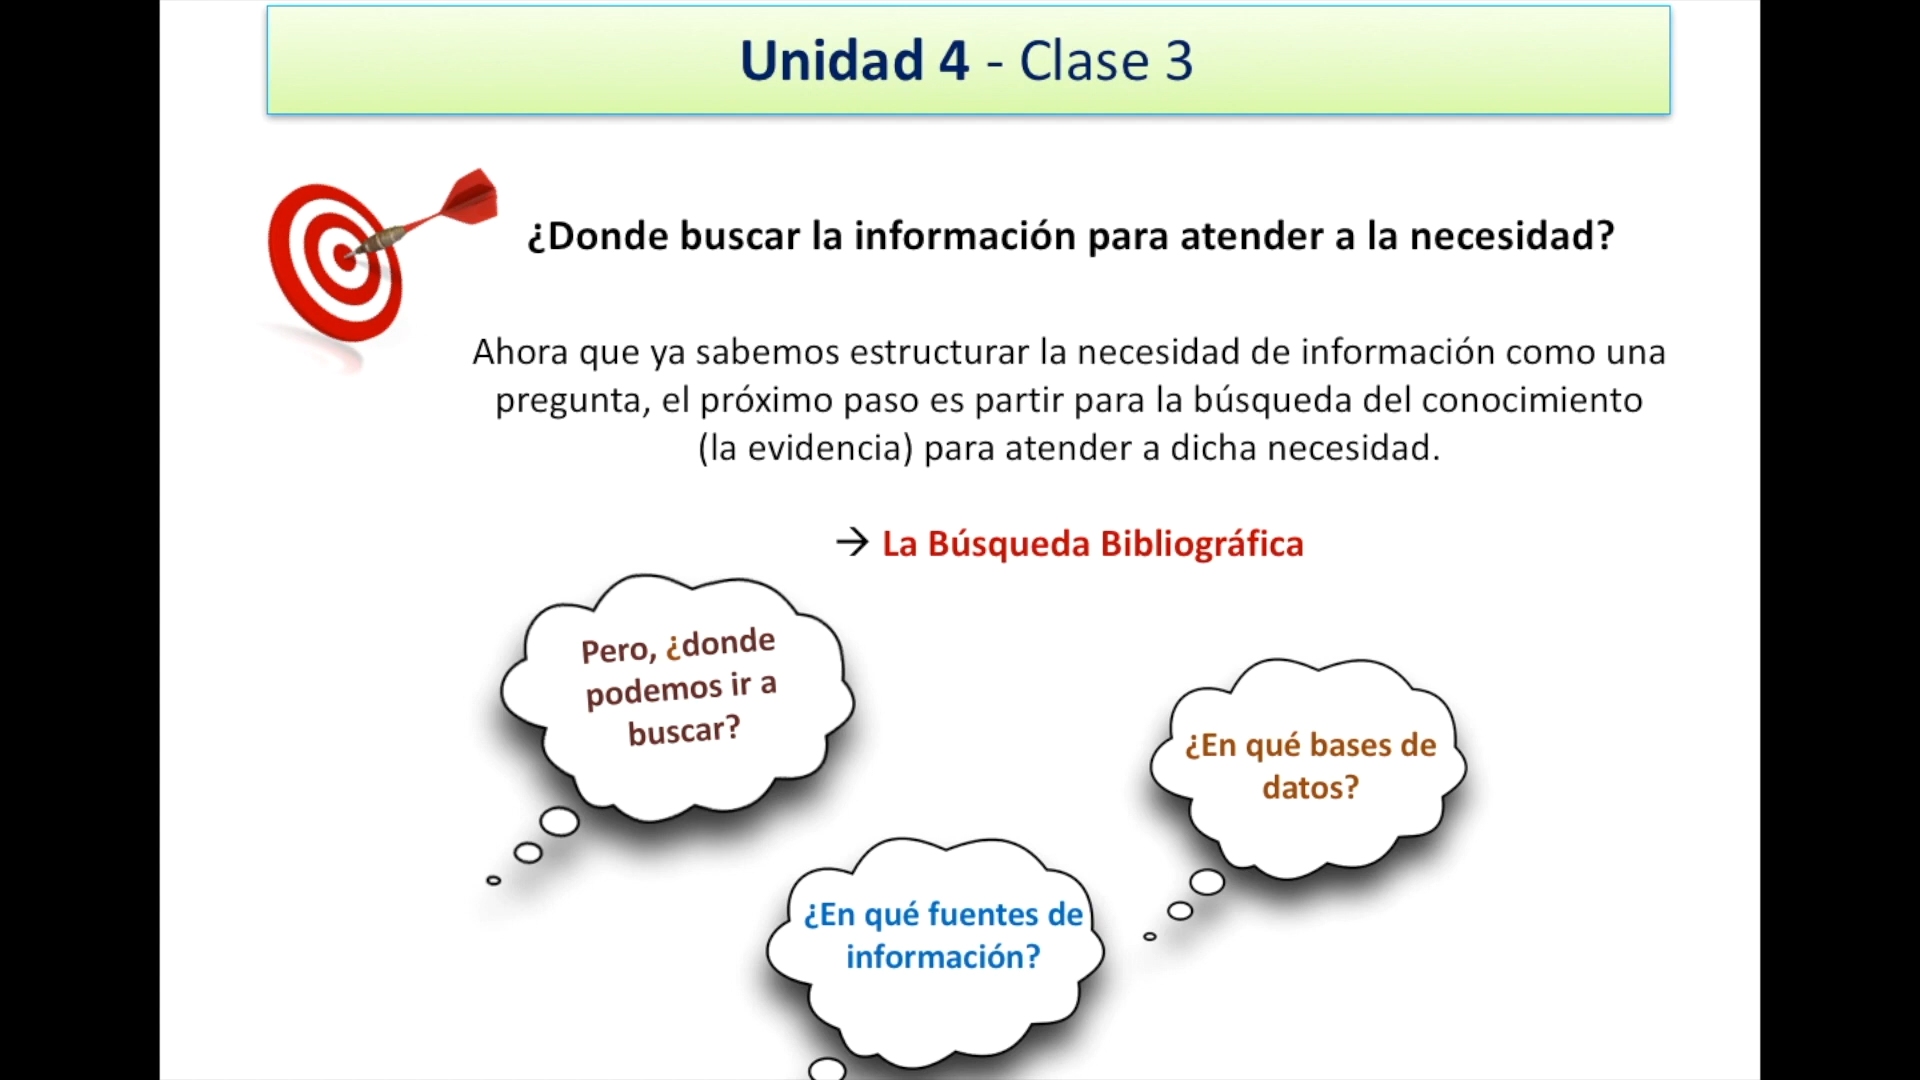 Unidad 4 - Clase 3
¿Donde buscar la información para atender a la necesidad?
Ahora que ya sabemos estructurar la necesidad de información como una
pregunta, el próximo paso es partir para la búsqueda del conocimiento
(la evidencia) para atender a dicha necesidad.
→ La Búsqueda Bibliográfica
Pero, ¿donde
podemos ir a
buscar?
¿En qué bases de
datos?
¿En qué fuentes de
información?